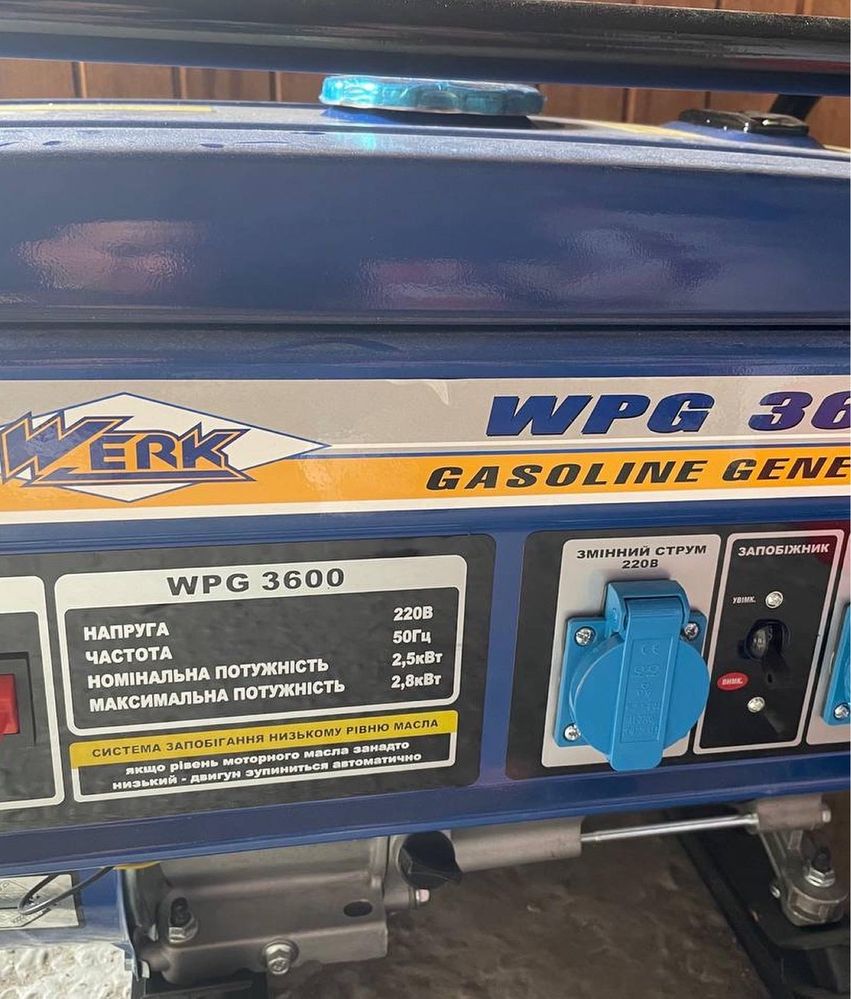 WERK
WPG 36
GASOLINE GENE
WPG 3600
НАПРУГА 220В
ЧАСТОТА 50Гц
НОМІНАЛЬНА ПОТУЖНІСТЬ 2,5кВт
МАКСИМАЛЬНА ПОТУЖНІСТЬ 2,8кВт
СИСТЕМА ЗАПОБІГАННЯ НИЗЬКОМУ РІВНЮ МАСЛА
якщо рівень моторного масла занадто
низький - двигун зупиниться автоматично
ЗМІННИЙ СТРУМ
220В
CE
ЗАПОБІЖНИК
УВІМК.
ВИМК.